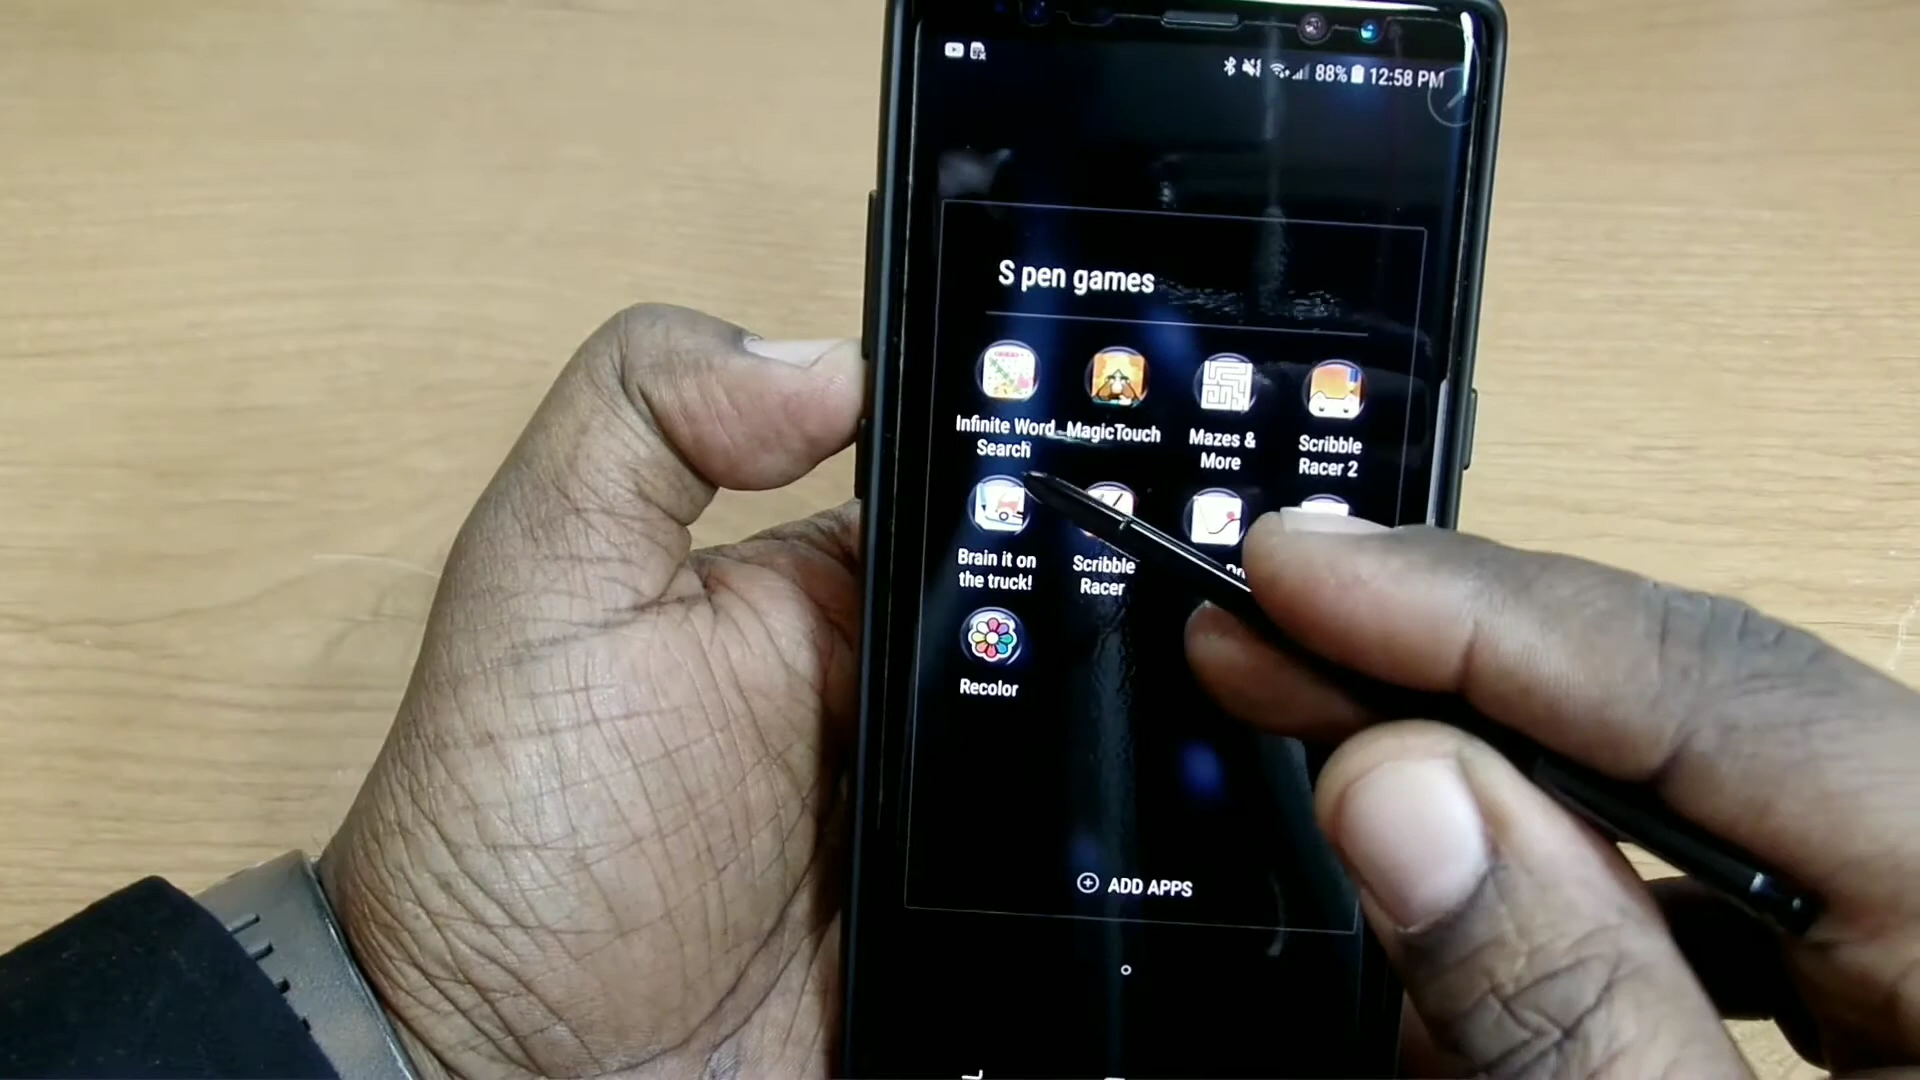 88% 12:58 PM
S pen games
Infinite Word
Search
MagicTouch
Mazes &
More
Scribble
Racer 2
Brain it on
the truck!
Scribble
Racer
Recolor
ADD APPS